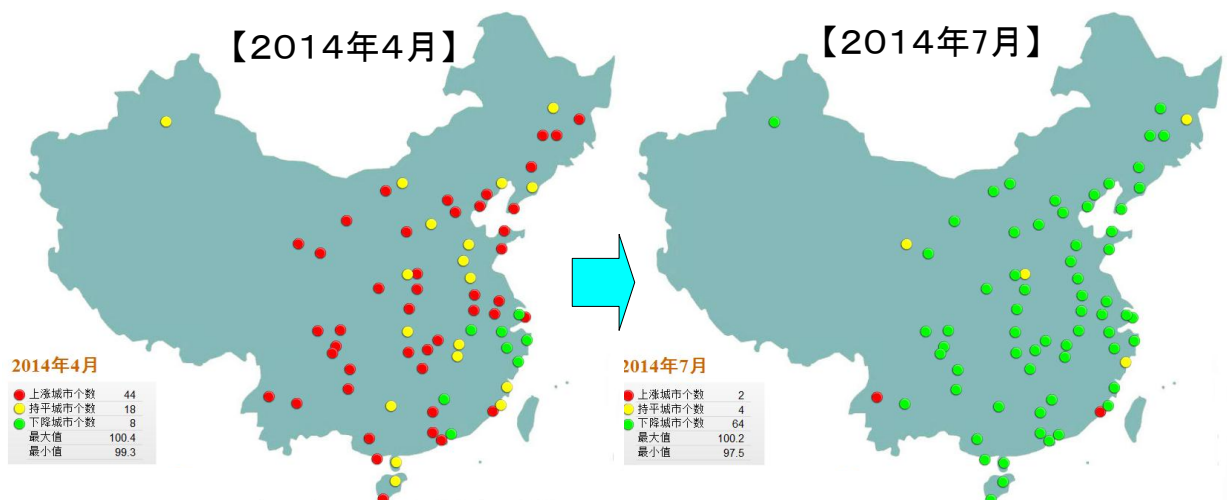 【2014年4月】
2014年4月
上涨城市个数 44
持平城市个数 18
下降城市个数 8
最大值 100.4
最小值 99.3
【2014年7月】
2014年7月
上涨城市个数 2
持平城市个数 4
下降城市个数 64
最大值 100.2
最小值 97.5